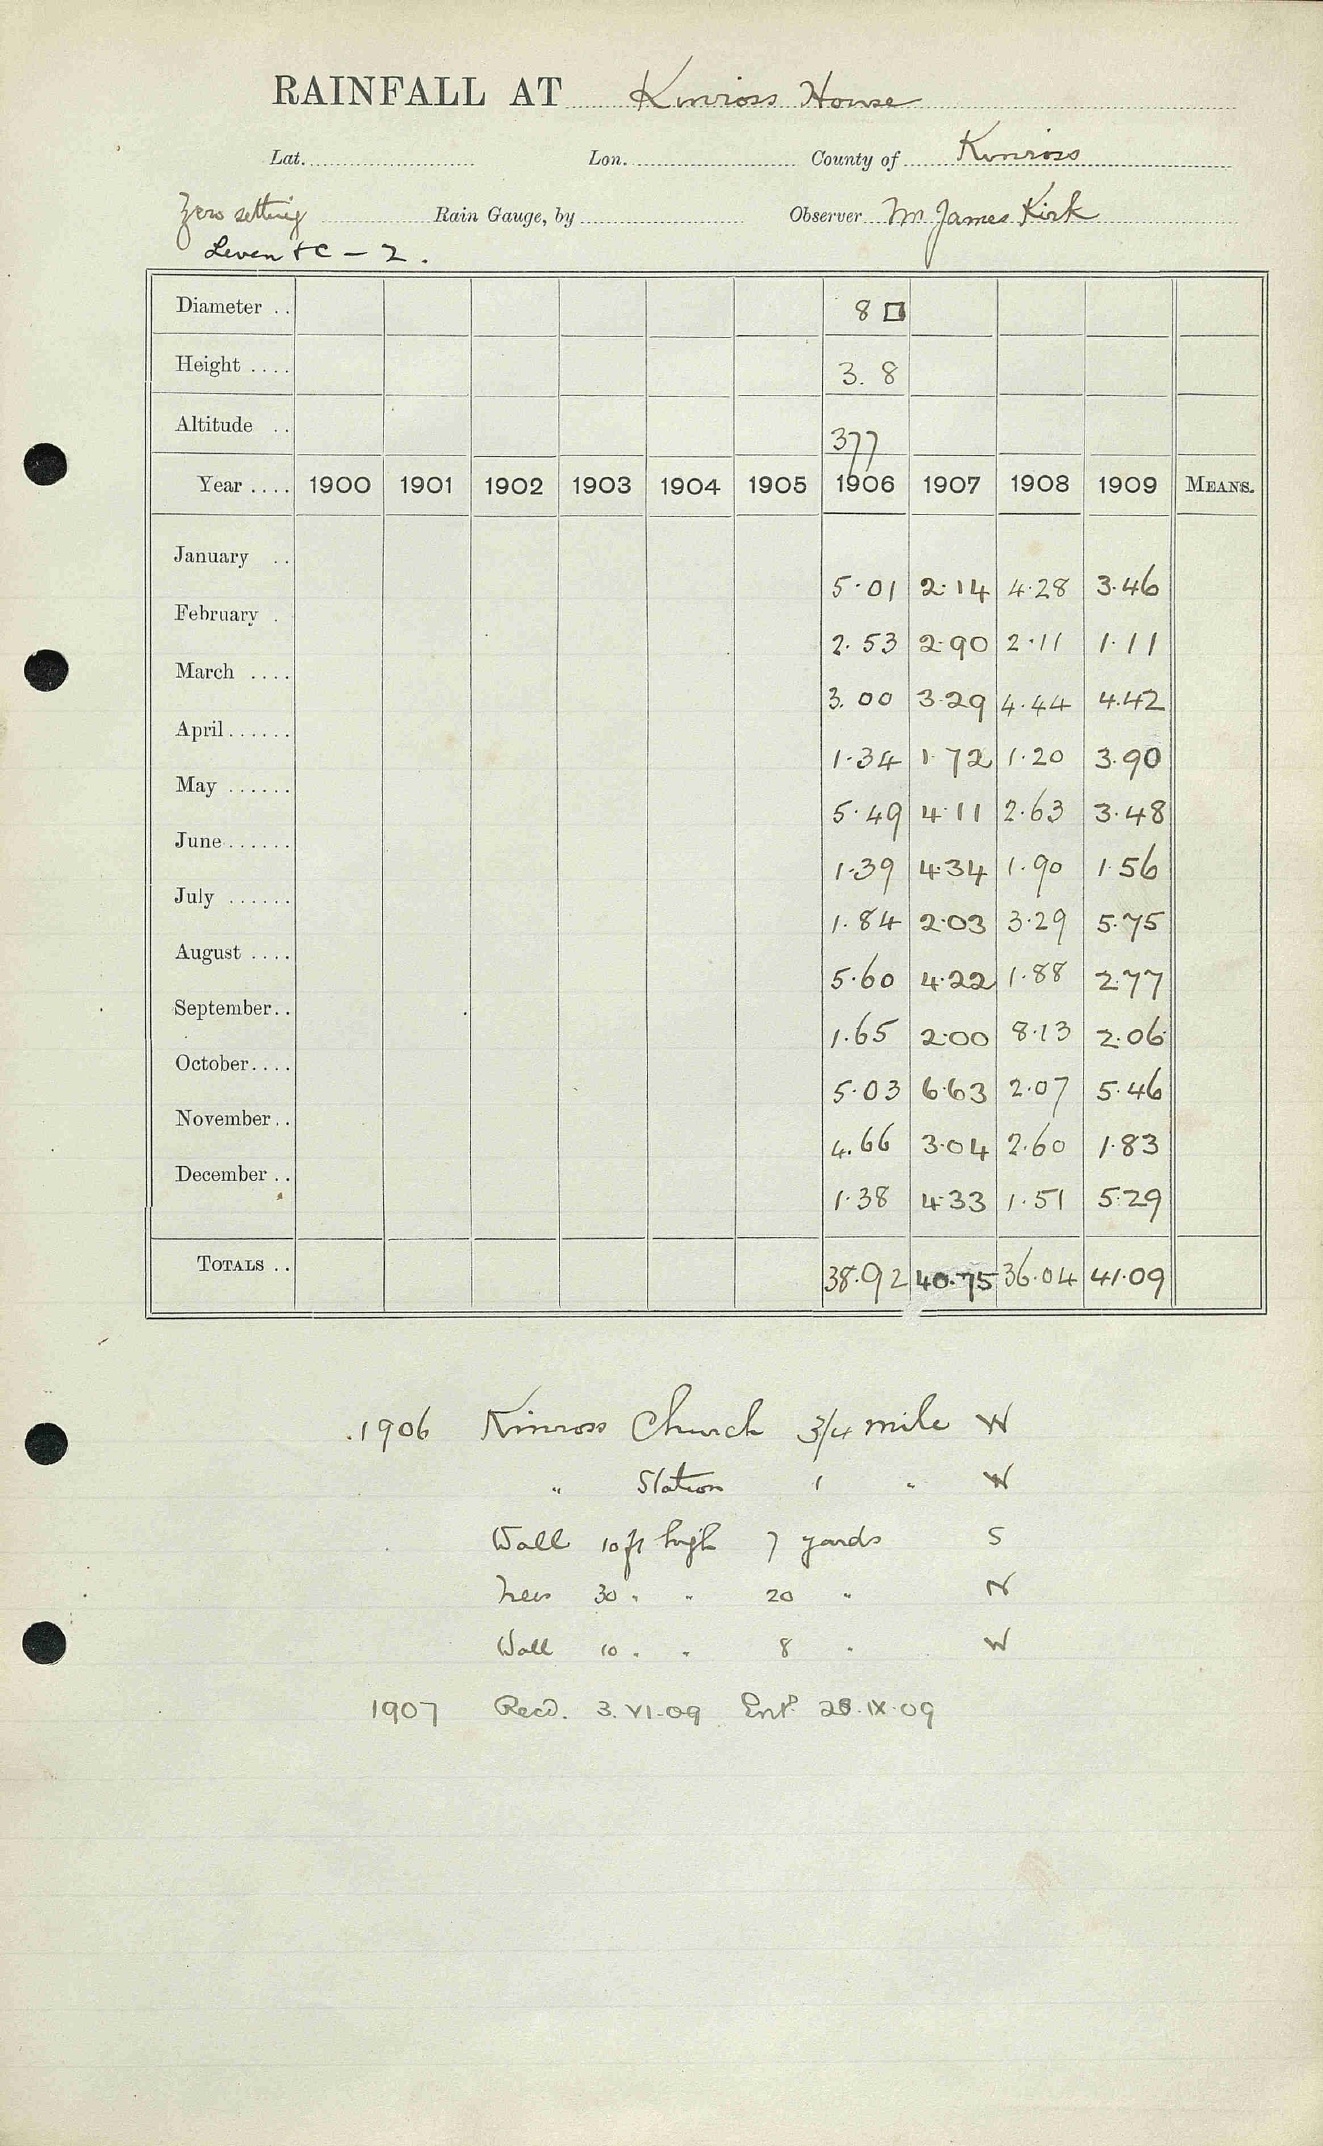 RAINFALL AT Kinross House
Lat. Lon. County of Kinross
Zero setting Rain Gauge, by Observer Mr James Kirk
Leven &c - 2.
Diameter .. 8 □
Height .... 3. 8
Altitude .. 377
Year .... 1900 1901 1902 1903 1904 1905 1906 1907 1908 1909 MEANS.
January .. 5.01 2.14 4.28 3.46
February . 2.53 2.90 2.11 1.11
March .... 3.00 3.29 4.44 4.42
April ...... 1.34 1.72 1.20 3.90
May ...... 5.49 4.11 2.63 3.48
June ...... 1.39 4.34 1.90 1.56
July ...... 1.84 2.03 3.29 5.75
August .... 5.60 4.22 1.88 2.77
September.. 1.65 2.00 8.13 2.06
October.... 5.03 6.63 2.07 5.46
November.. 4.66 3.04 2.60 1.83
December .. 1.38 4.33 1.51 5.29
TOTALS .. 38.92 40.75 36.04 41.09
1906 Kinross Church 3/4 mile W
" Station 1 " W
Wall 10 ft high 7 yards S
Trees 30 " " 20 " N
Wall 10 " " 8 " W
1907 Recd. 3.VI.09 Entd 28.IX.09